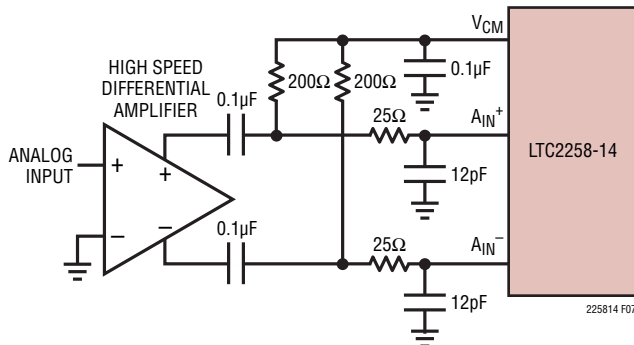 V_CM
HIGH SPEED
DIFFERENTIAL
AMPLIFIER
200Ω
200Ω
0.1µF
0.1µF
25Ω
A_IN^+
ANALOG
INPUT
+
+
12pF
LTC2258-14
−
−
0.1µF
25Ω
A_IN^−
12pF
225814 F07